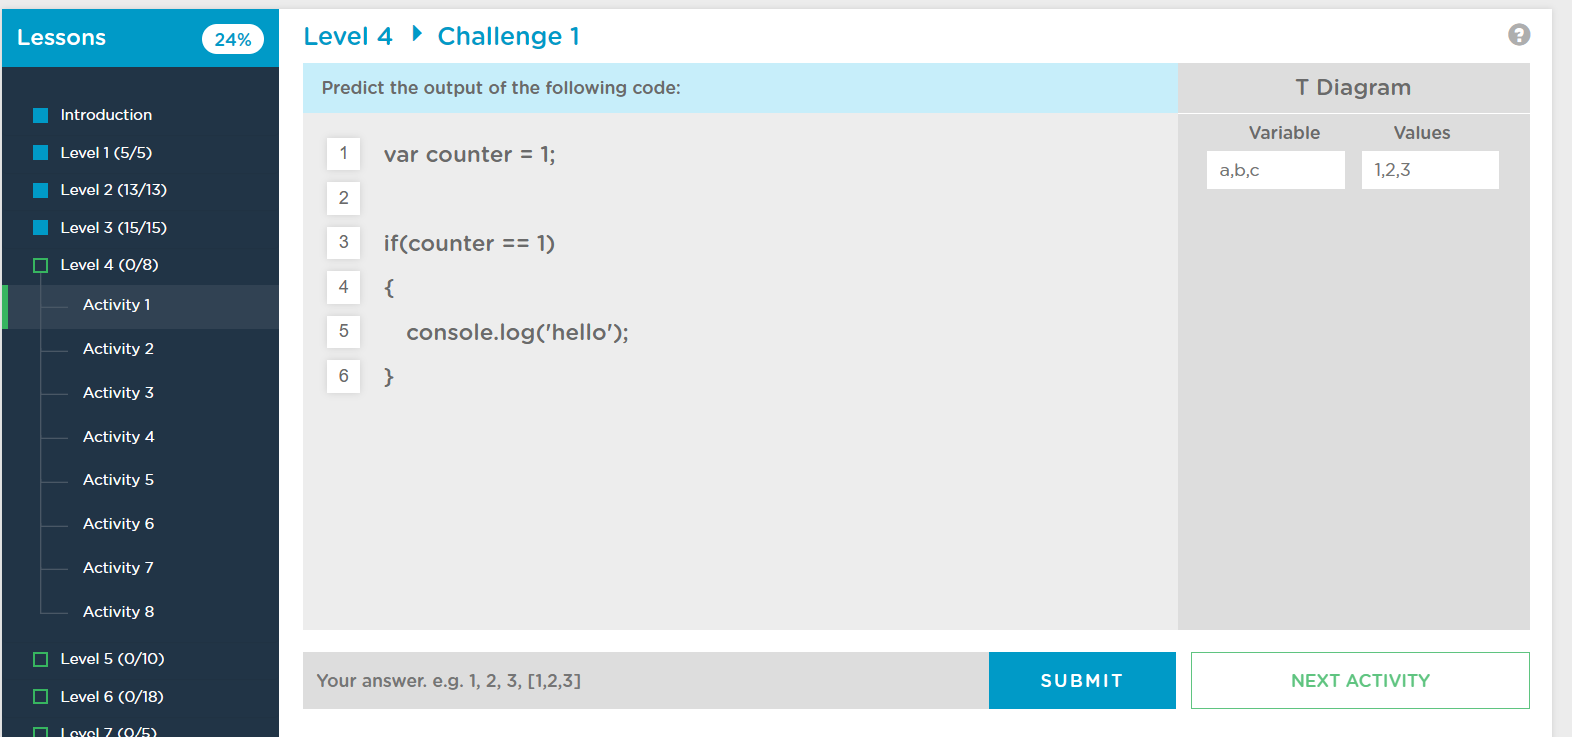 Lessons
24%
Introduction
Level 1 (5/5)
Level 2 (13/13)
Level 3 (15/15)
Level 4 (0/8)
Activity 1
Activity 2
Activity 3
Activity 4
Activity 5
Activity 6
Activity 7
Activity 8
Level 5 (0/10)
Level 6 (0/18)
Level 7 (0/5)
Level 4 Challenge 1
?
Predict the output of the following code:
1 var counter = 1;
2
3 if(counter == 1)
4 {
5 console.log('hello');
6 }
T Diagram
Variable Values
a,b,c 1,2,3
Your answer. e.g. 1, 2, 3, [1,2,3]
SUBMIT
NEXT ACTIVITY